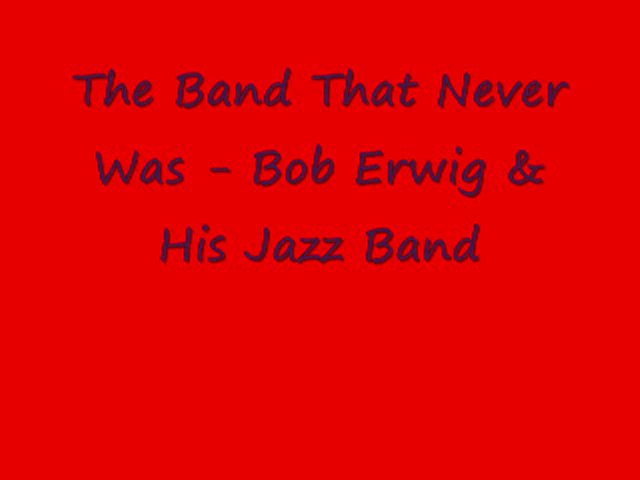 The Band That Never
Was - Bob Erwig &
His Jazz Band